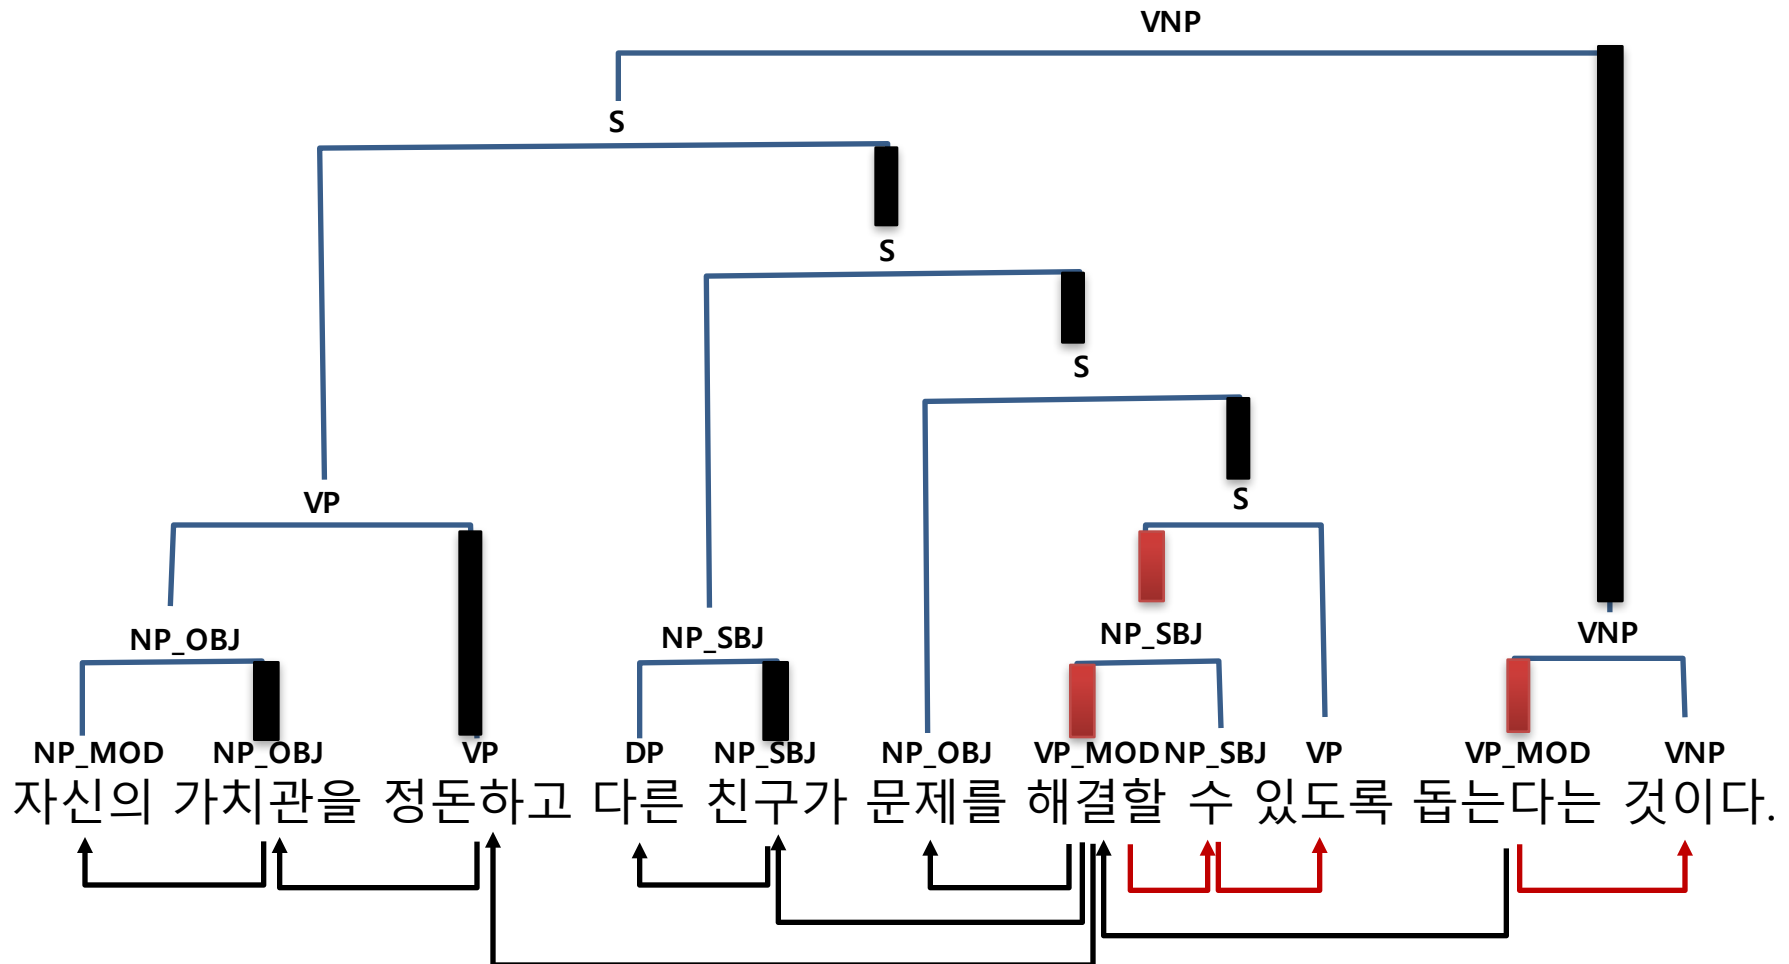 VNP
S
S
S
VP S
NP_OBJ NP_SBJ NP_SBJ VNP
NP_MOD NP_OBJ VP DP NP_SBJ NP_OBJ VP_MOD NP_SBJ VP VP_MOD VNP
자신의 가치관을 정돈하고 다른 친구가 문제를 해결할 수 있도록 돕는다는 것이다.